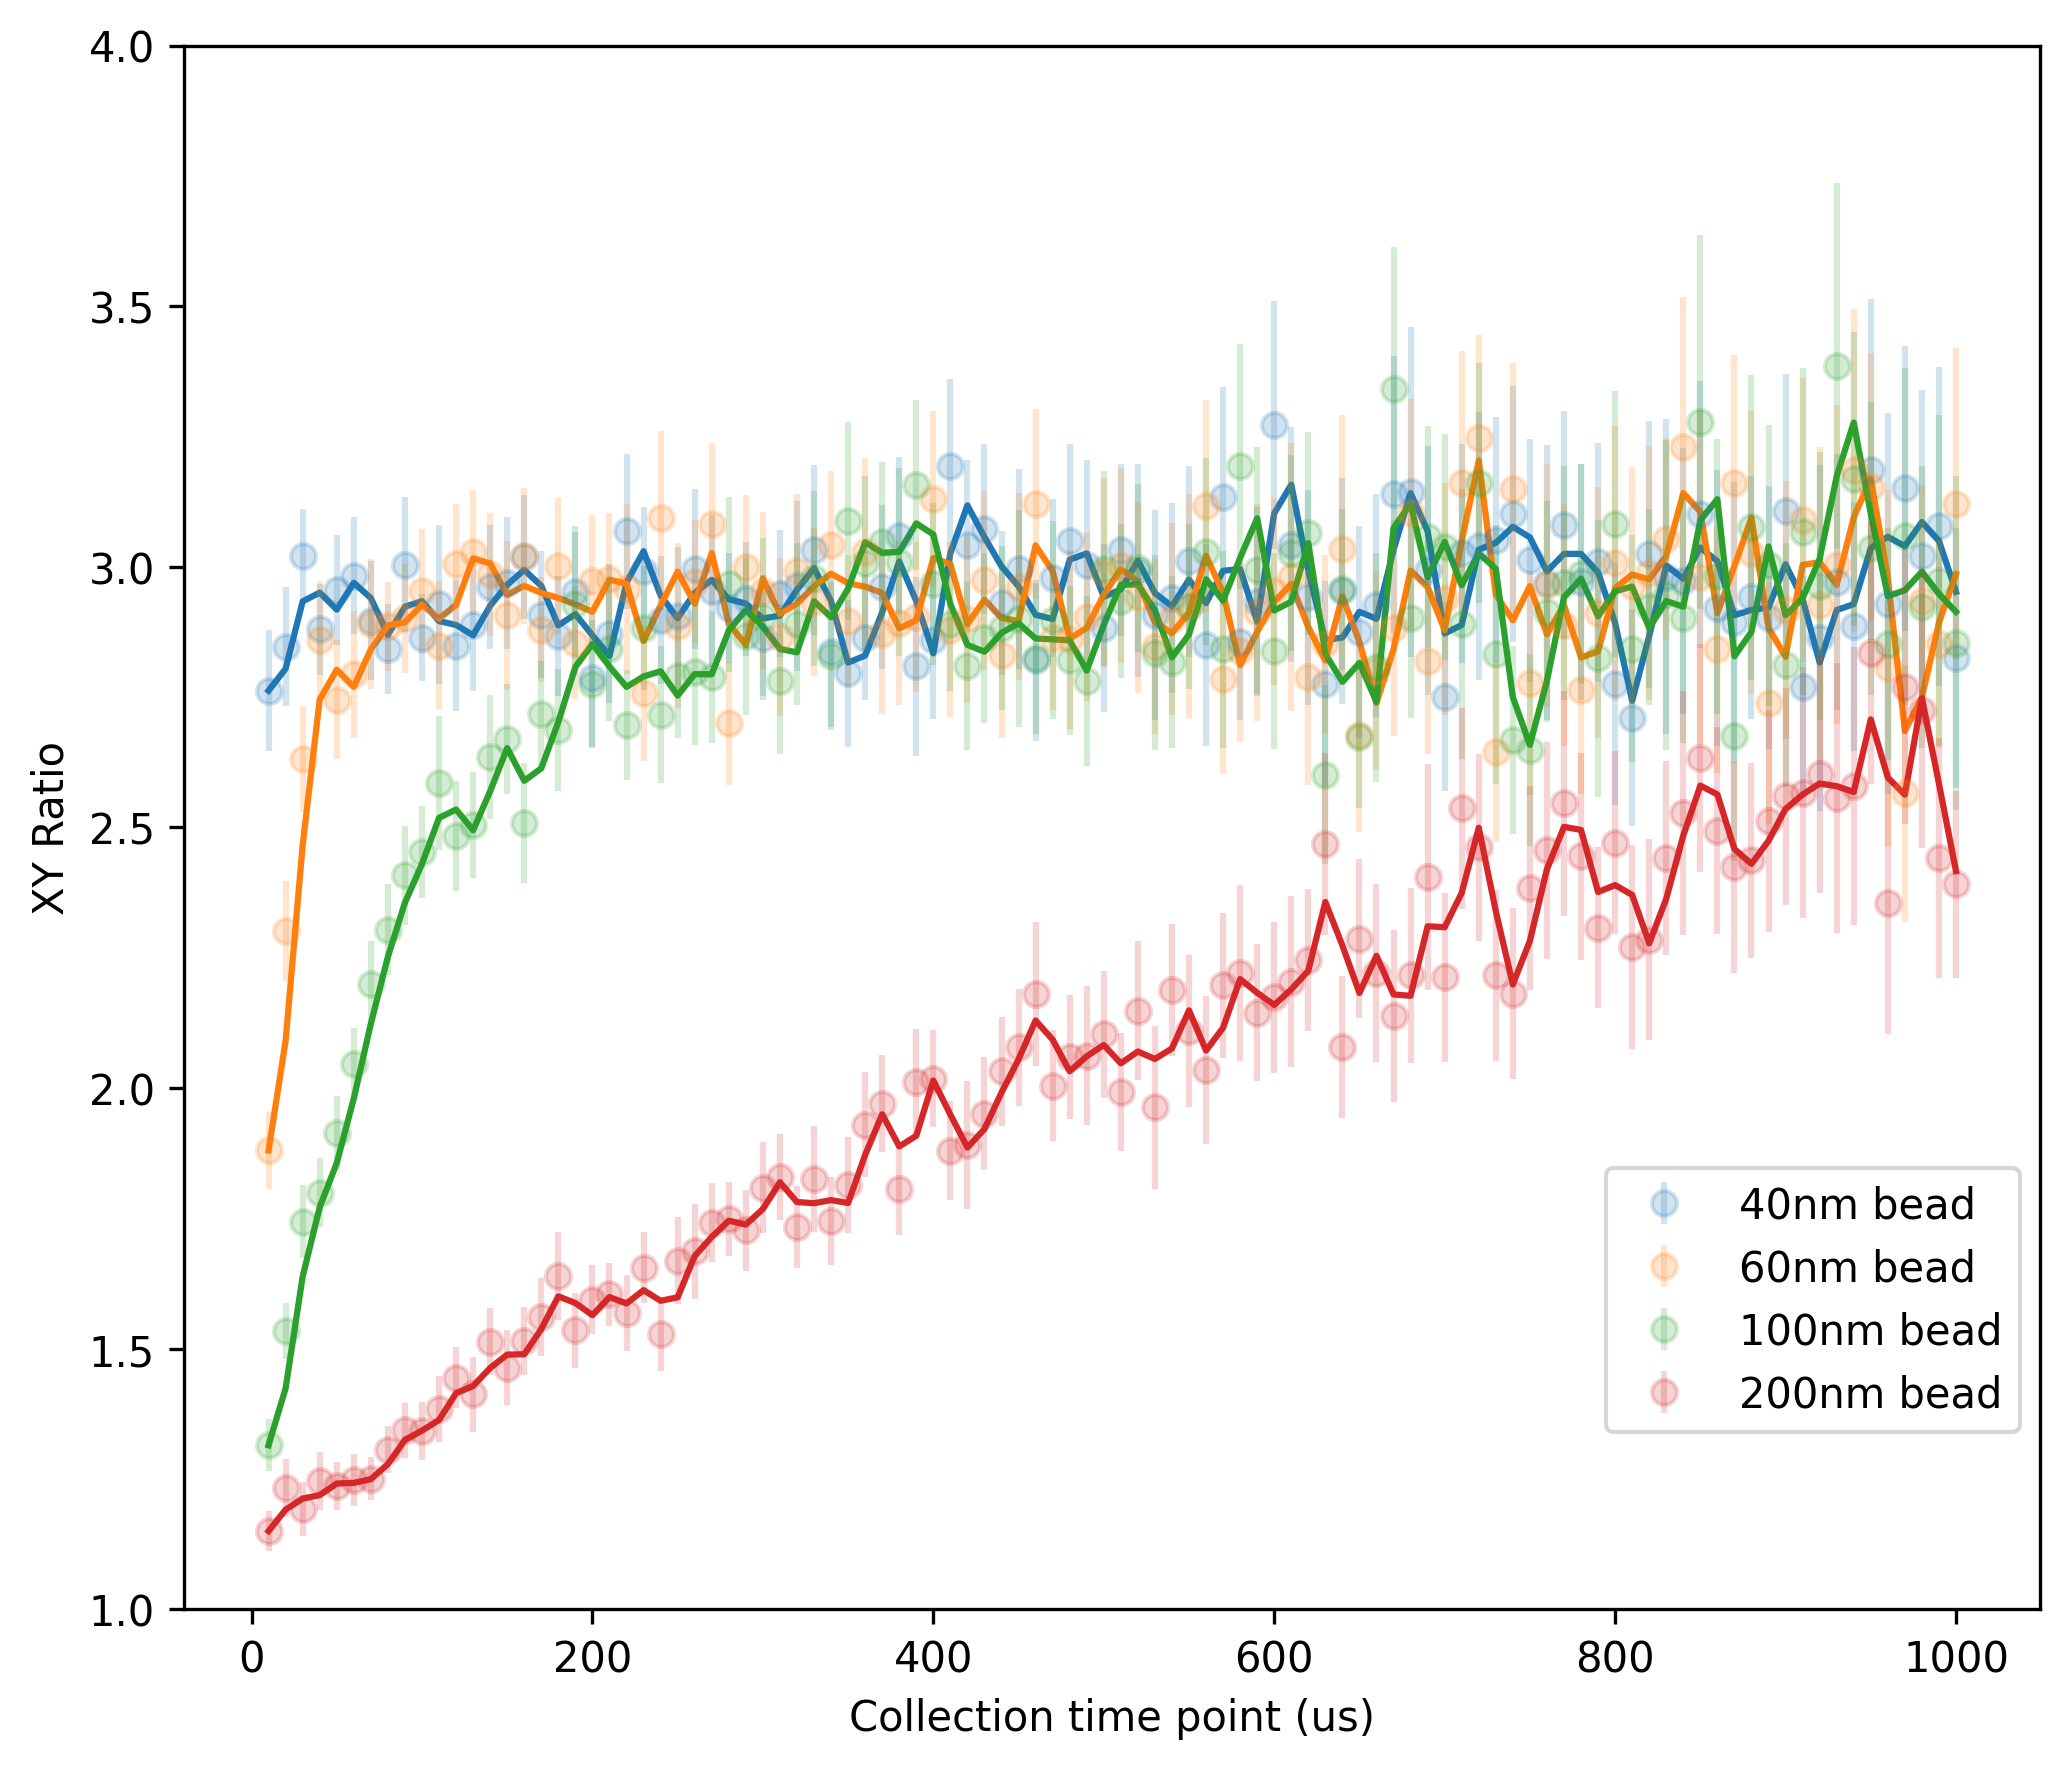 4.0
3.5
3.0
2.5
2.0
1.5
1.0
XY Ratio
40nm bead
60nm bead
100nm bead
200nm bead
0 200 400 600 800 1000
Collection time point (us)